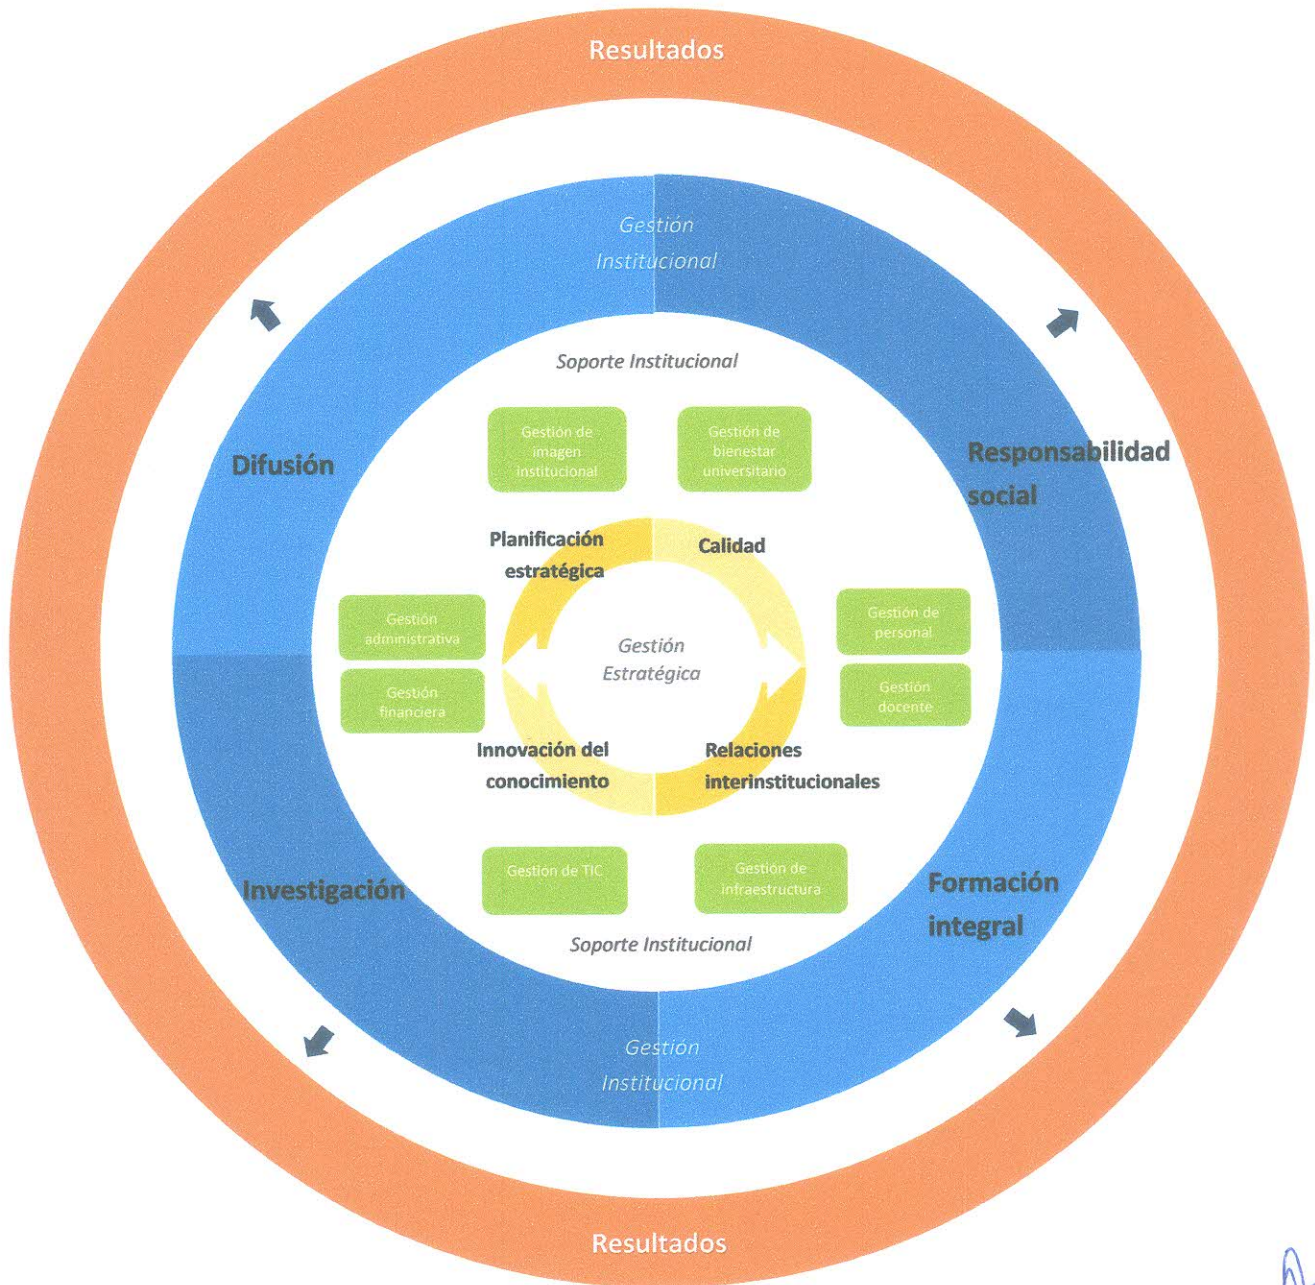 Resultados
Gestión
Institucional
Soporte Institucional
Gestión de
imagen
institucional
Gestión de
bienestar
universitario
Difusión
Responsabilidad
social
Planificación
estratégica
Calidad
Gestión
administrativa
Gestión de
personal
Gestión
Estratégica
Gestión
financiera
Gestión
docente
Innovación del
conocimiento
Relaciones
interinstitucionales
Gestión de TIC
Gestión de
infraestructura
Investigación
Formación
integral
Soporte Institucional
Gestión
Institucional
Resultados